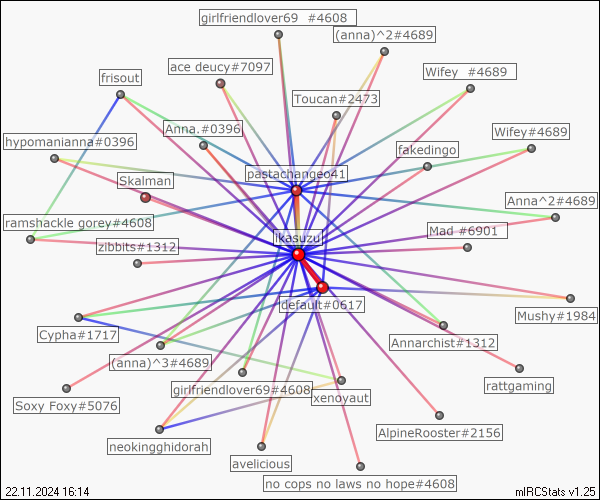 girlfriendlover69 #4608
(anna)^2#4689
ace deucy#7097
Wifey #4689
frisout
Toucan#2473
Anna.#0396
Wifey#4689
hypomanianna#0396
fakedingo
pastachangeo41
Skalman
Anna^2#4689
ramshackle gorey#4608
Mad #6901
ikasuzu
zibbits#1312
default#0617
Mushy#1984
Cypha#1717
Annarchist#1312
(anna)^3#4689
rattgaming
girlfriendlover69#4608
xenoyaut
Soxy Foxy#5076
AlpineRooster#2156
neokingghidorah
avelicious
no cops no laws no hope#4608
22.11.2024 16:14
mIRCStats v1.25